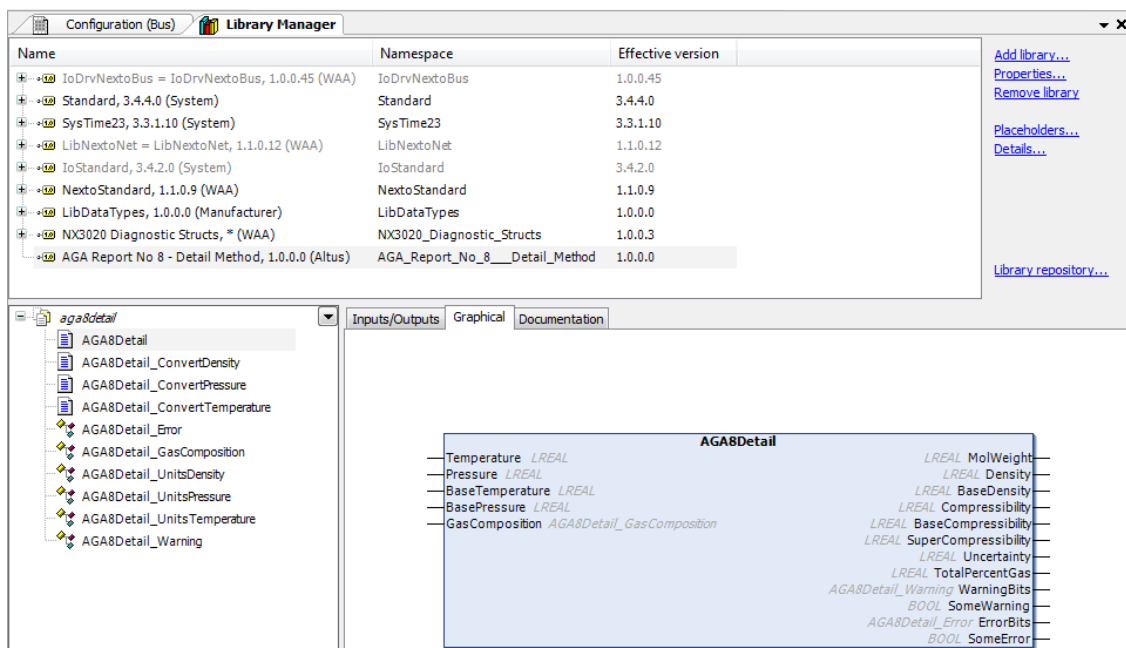 Configuration (Bus) Library Manager
Name Namespace Effective version
IoDrvNextoBus = IoDrvNextoBus, 1.0.0.45 (WAA) IoDrvNextoBus 1.0.0.45
Standard, 3.4.4.0 (System) Standard 3.4.4.0
SysTime23, 3.3.1.10 (System) SysTime23 3.3.1.10
LibNextoNet = LibNextoNet, 1.1.0.12 (WAA) LibNextoNet 1.1.0.12
IoStandard, 3.4.2.0 (System) IoStandard 3.4.2.0
NextoStandard, 1.1.0.9 (WAA) NextoStandard 1.1.0.9
LibDataTypes, 1.0.0.0 (Manufacturer) LibDataTypes 1.0.0.0
NX3020 Diagnostic Structs, * (WAA) NX3020_Diagnostic_Structs 1.0.0.3
AGA Report No 8 - Detail Method, 1.0.0.0 (Altus) AGA_Report_No_8___Detail_Method 1.0.0.0
Add library...
Properties...
Remove library
Placeholders...
Details...
Library repository...
aga8detail
AGA8Detail
AGA8Detail_ConvertDensity
AGA8Detail_ConvertPressure
AGA8Detail_ConvertTemperature
AGA8Detail_Error
AGA8Detail_GasComposition
AGA8Detail_UnitsDensity
AGA8Detail_UnitsPressure
AGA8Detail_UnitsTemperature
AGA8Detail_Warning
Inputs/Outputs Graphical Documentation
AGA8Detail
Temperature LREAL LREAL MolWeight
Pressure LREAL LREAL Density
BaseTemperature LREAL LREAL BaseDensity
BasePressure LREAL LREAL Compressibility
GasComposition AGA8Detail_GasComposition LREAL BaseCompressibility
LREAL SuperCompressibility
LREAL Uncertainty
LREAL TotalPercentGas
AGA8Detail_Warning WarningBits
BOOL SomeWarning
AGA8Detail_Error ErrorBits
BOOL SomeError